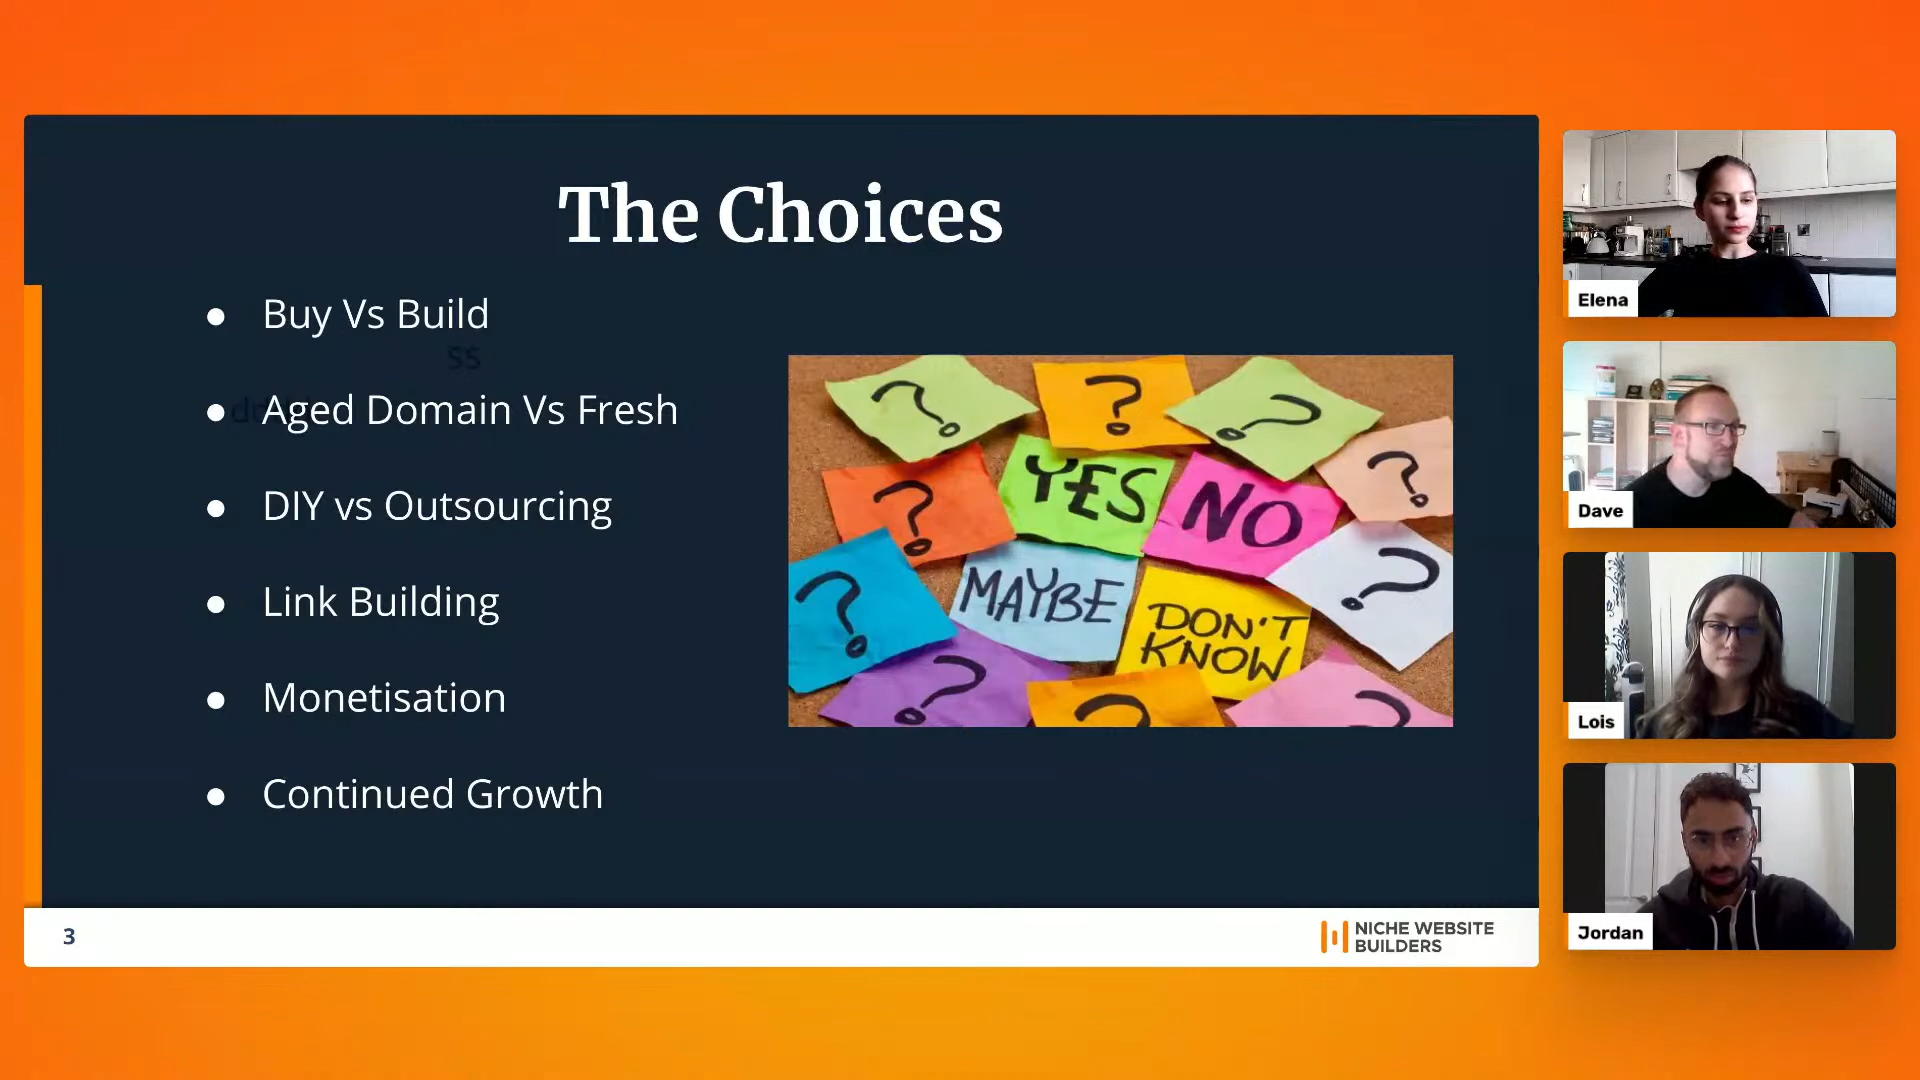 The Choices
● Buy Vs Build
● Aged Domain Vs Fresh
● DIY vs Outsourcing
● Link Building
● Monetisation
● Continued Growth
?
?
?
?
YES
NO
?
?
MAYBE
DON'T
KNOW
?
?
?
?
3
NICHE WEBSITE
BUILDERS
Elena
Dave
Lois
Jordan